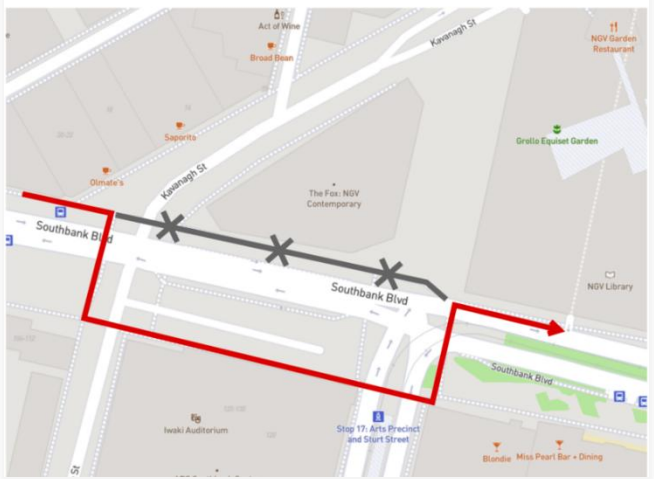 Act of Wine
Broad Bean
Kavanagh St
NGV Garden
Restaurant
Grollo Equiset Garden
Saporito
Olmate's
Kavanagh St
The Fox: NGV
Contemporary
Southbank Blvd
Southbank Blvd
NGV Library
Southbank Blvd
Iwaki Auditorium
Stop 17: Arts Precinct
and Sturt Street
Blondie
Miss Pearl Bar + Dining
St